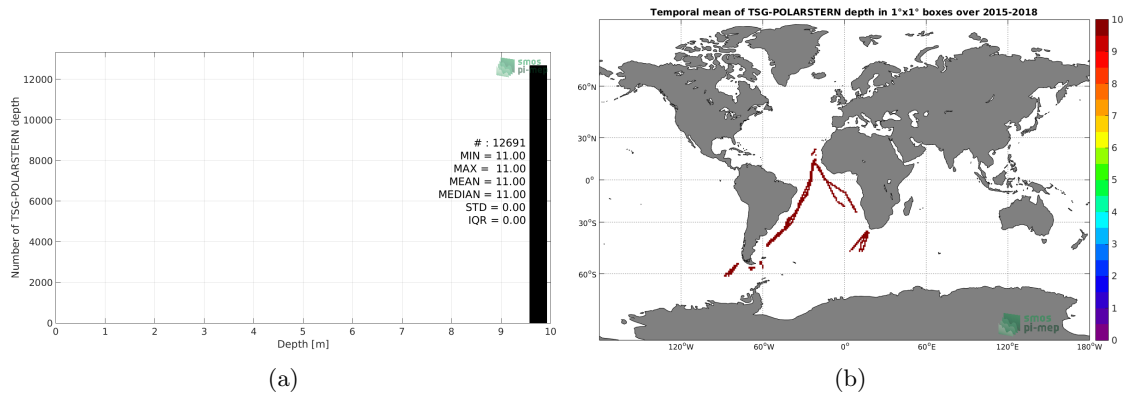 Number of TSG-POLARSTERN depth
12000
10000
8000
6000
4000
2000
0
smos
pi-mep
# : 12691
MIN = 11.00
MAX = 11.00
MEAN = 11.00
MEDIAN = 11.00
STD = 0.00
IQR = 0.00
0 1 2 3 4 5 6 7 8 9 10
Depth [m]
(a)
Temporal mean of TSG-POLARSTERN depth in 1°x1° boxes over 2015-2018
60°N
30°N
0°
30°S
60°S
120°W 60°W 0° 60°E 120°E 180°W
smos
pi-mep
10
9
8
7
6
5
4
3
2
1
0
(b)